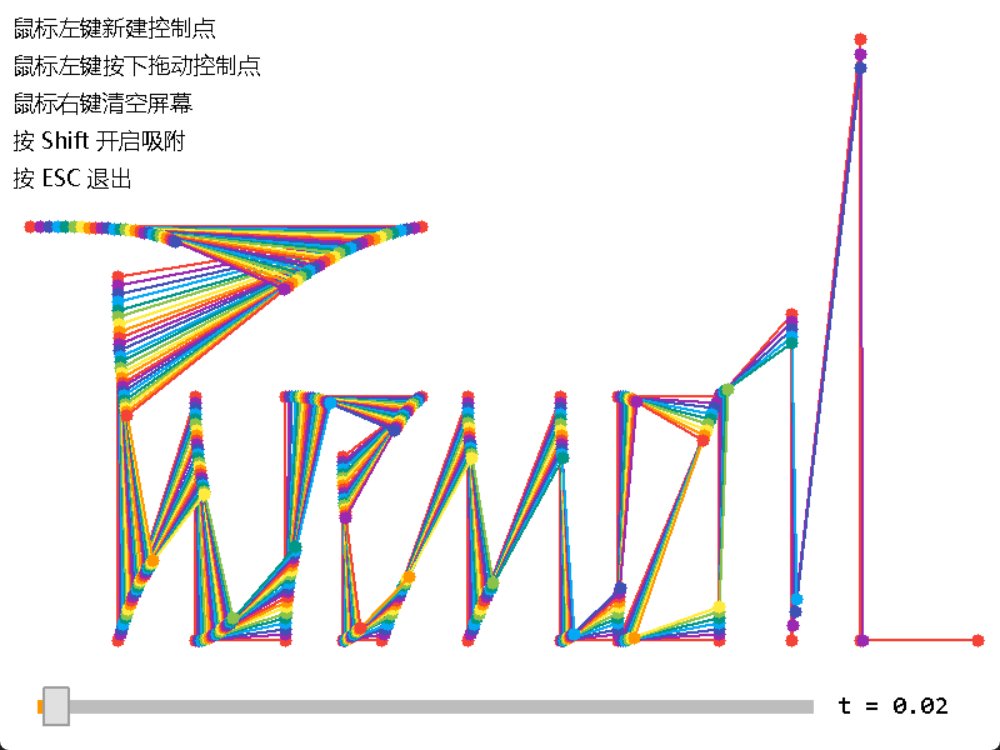 鼠标左键新建控制点
鼠标左键按下拖动控制点
鼠标右键清空屏幕
按 Shift 开启吸附
按 ESC 退出
t = 0.02